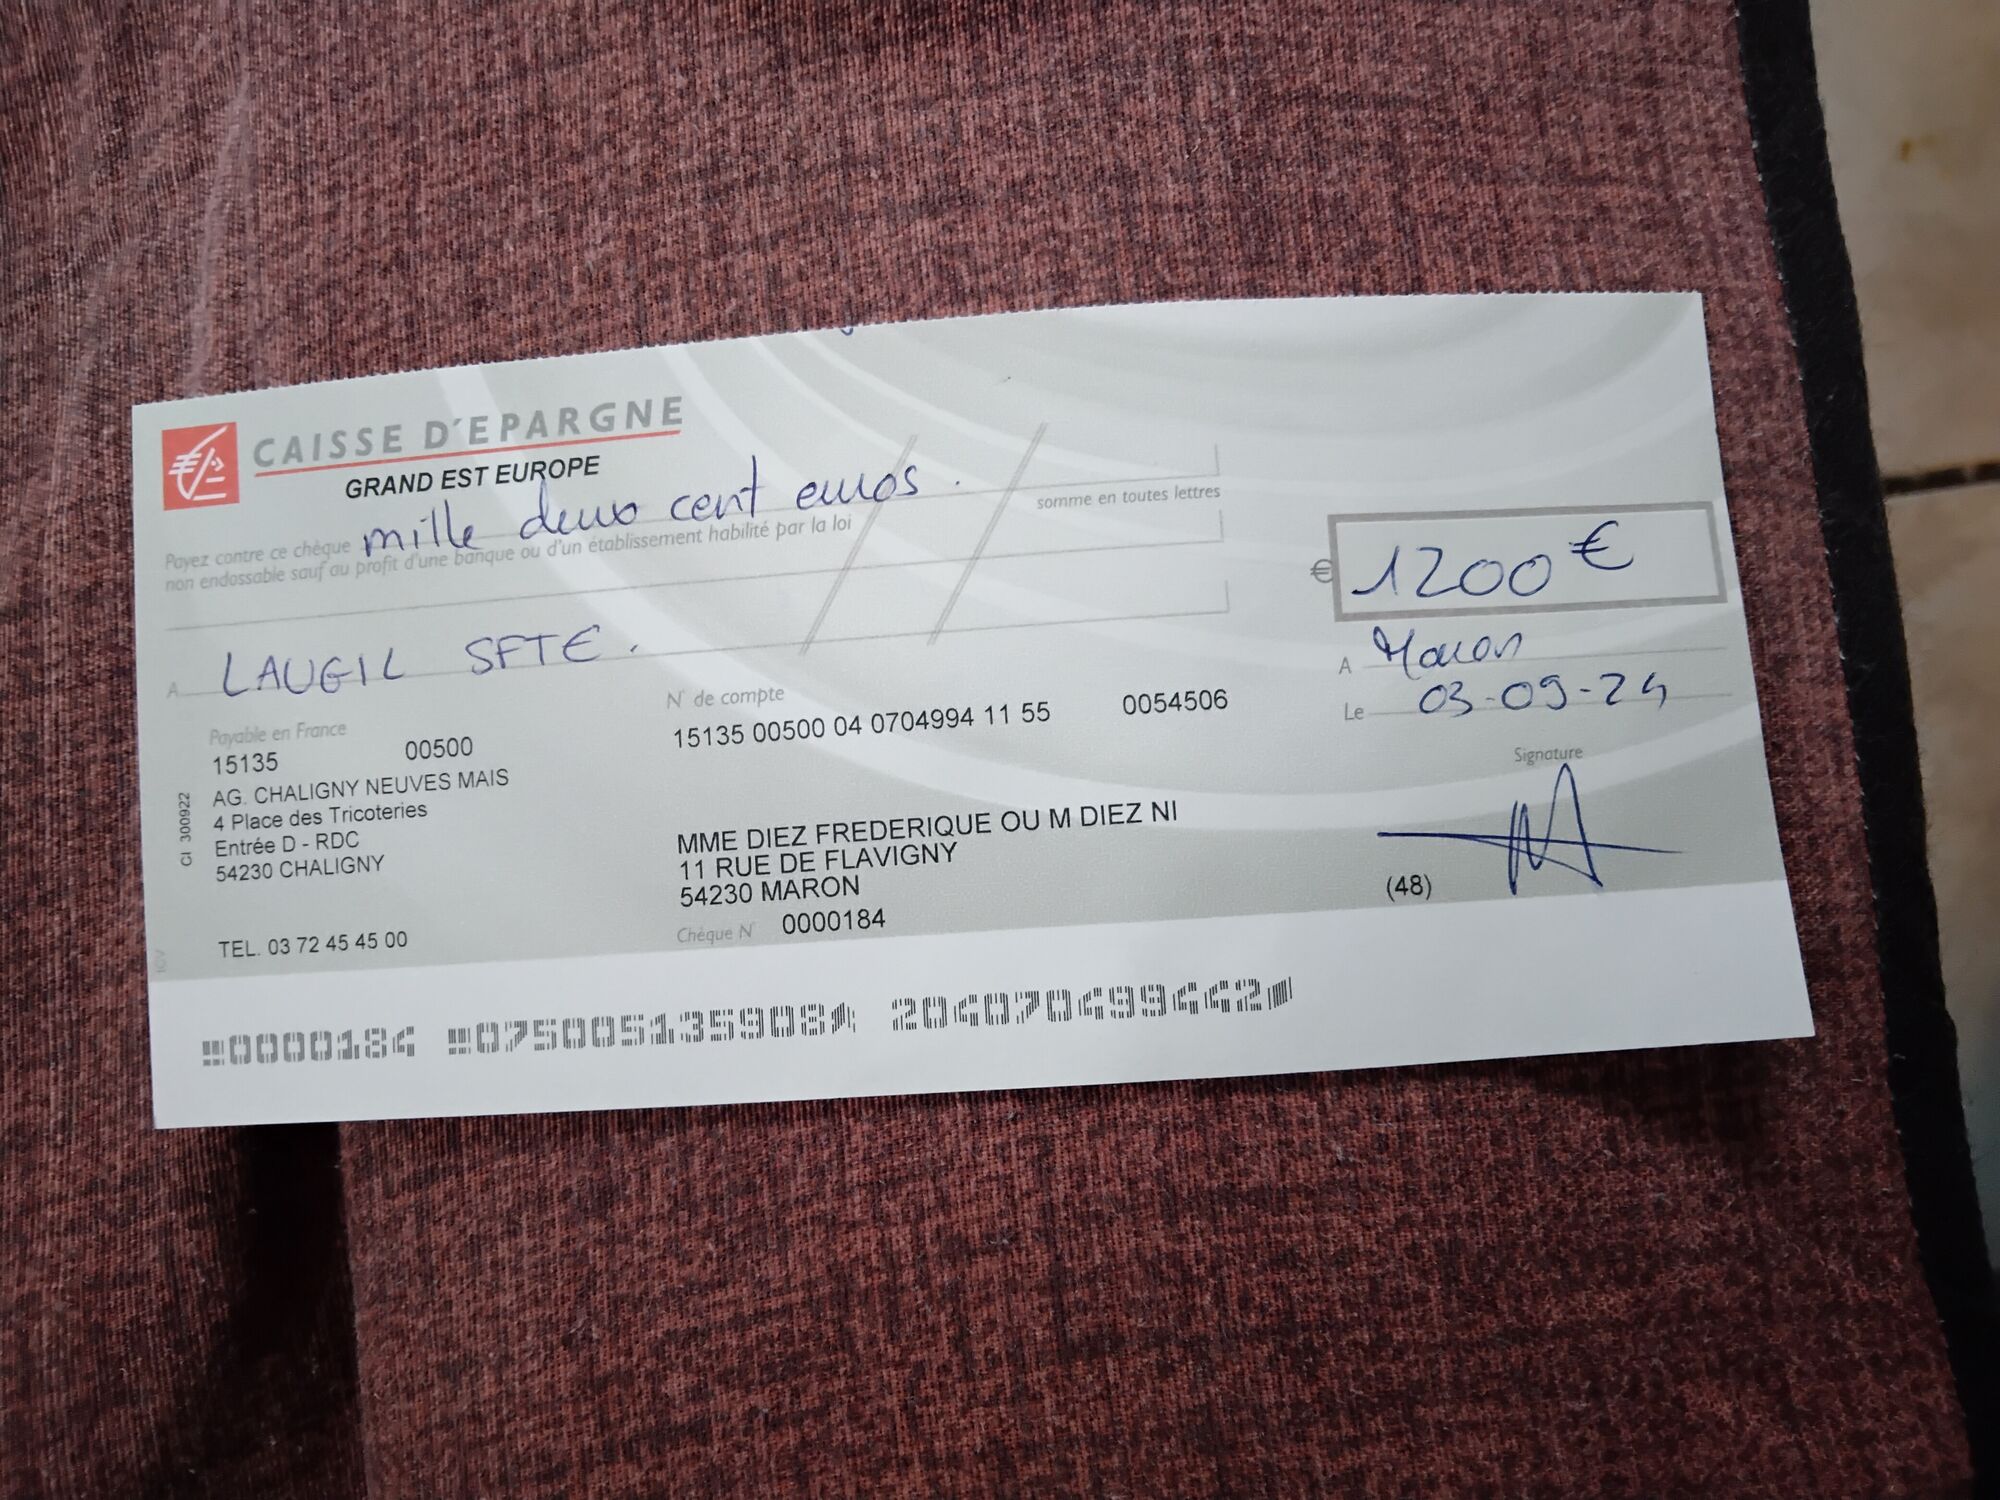 CAISSE D'EPARGNE
GRAND EST EUROPE
mille deux cent euros.
somme en toutes lettres
Payez contre ce chèque
non endossable sauf au profit d'une banque ou d'un établissement habilité par la loi
€ 1200 €
A LAUGIL SFTE.
A Maron
Le 03-09-24
Payable en France
15135 00500
N° de compte
15135 00500 04 0704994 11 55 0054506
Signature
AG. CHALIGNY NEUVES MAIS
4 Place des Tricoteries
Entrée D - RDC
54230 CHALIGNY
CI 300922
MME DIEZ FREDERIQUE OU M DIEZ NI
11 RUE DE FLAVIGNY
54230 MARON
(48)
TEL. 03 72 45 45 00
Chèque N° 0000184
0000184 075005135908 204070499442